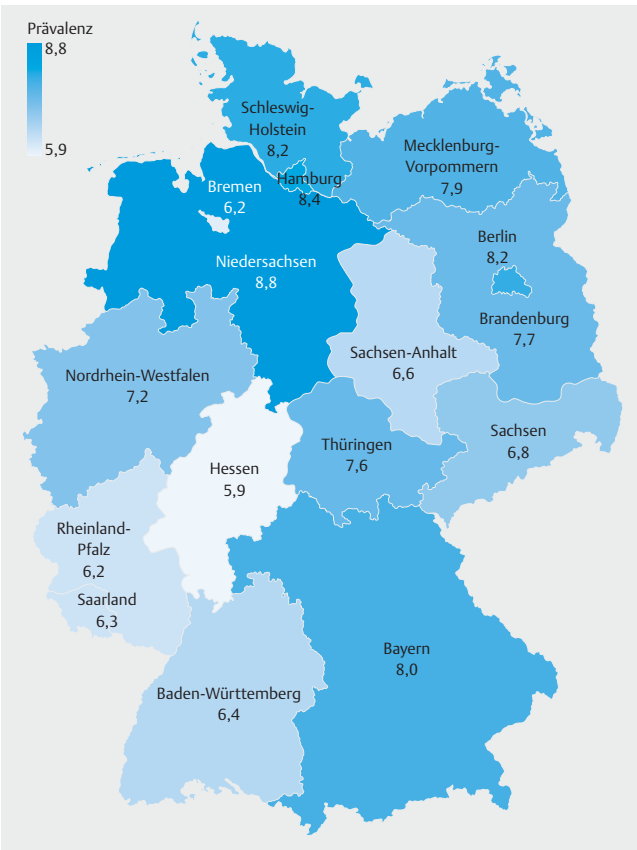 Prävalenz
8,8
5,9
Schleswig-
Holstein
8,2
Mecklenburg-
Vorpommern
7,9
Hamburg
8,4
Bremen
6,2
Berlin
8,2
Niedersachsen
8,8
Brandenburg
7,7
Sachsen-Anhalt
6,6
Nordrhein-Westfalen
7,2
Sachsen
6,8
Thüringen
7,6
Hessen
5,9
Rheinland-
Pfalz
6,2
Saarland
6,3
Bayern
8,0
Baden-Württemberg
6,4